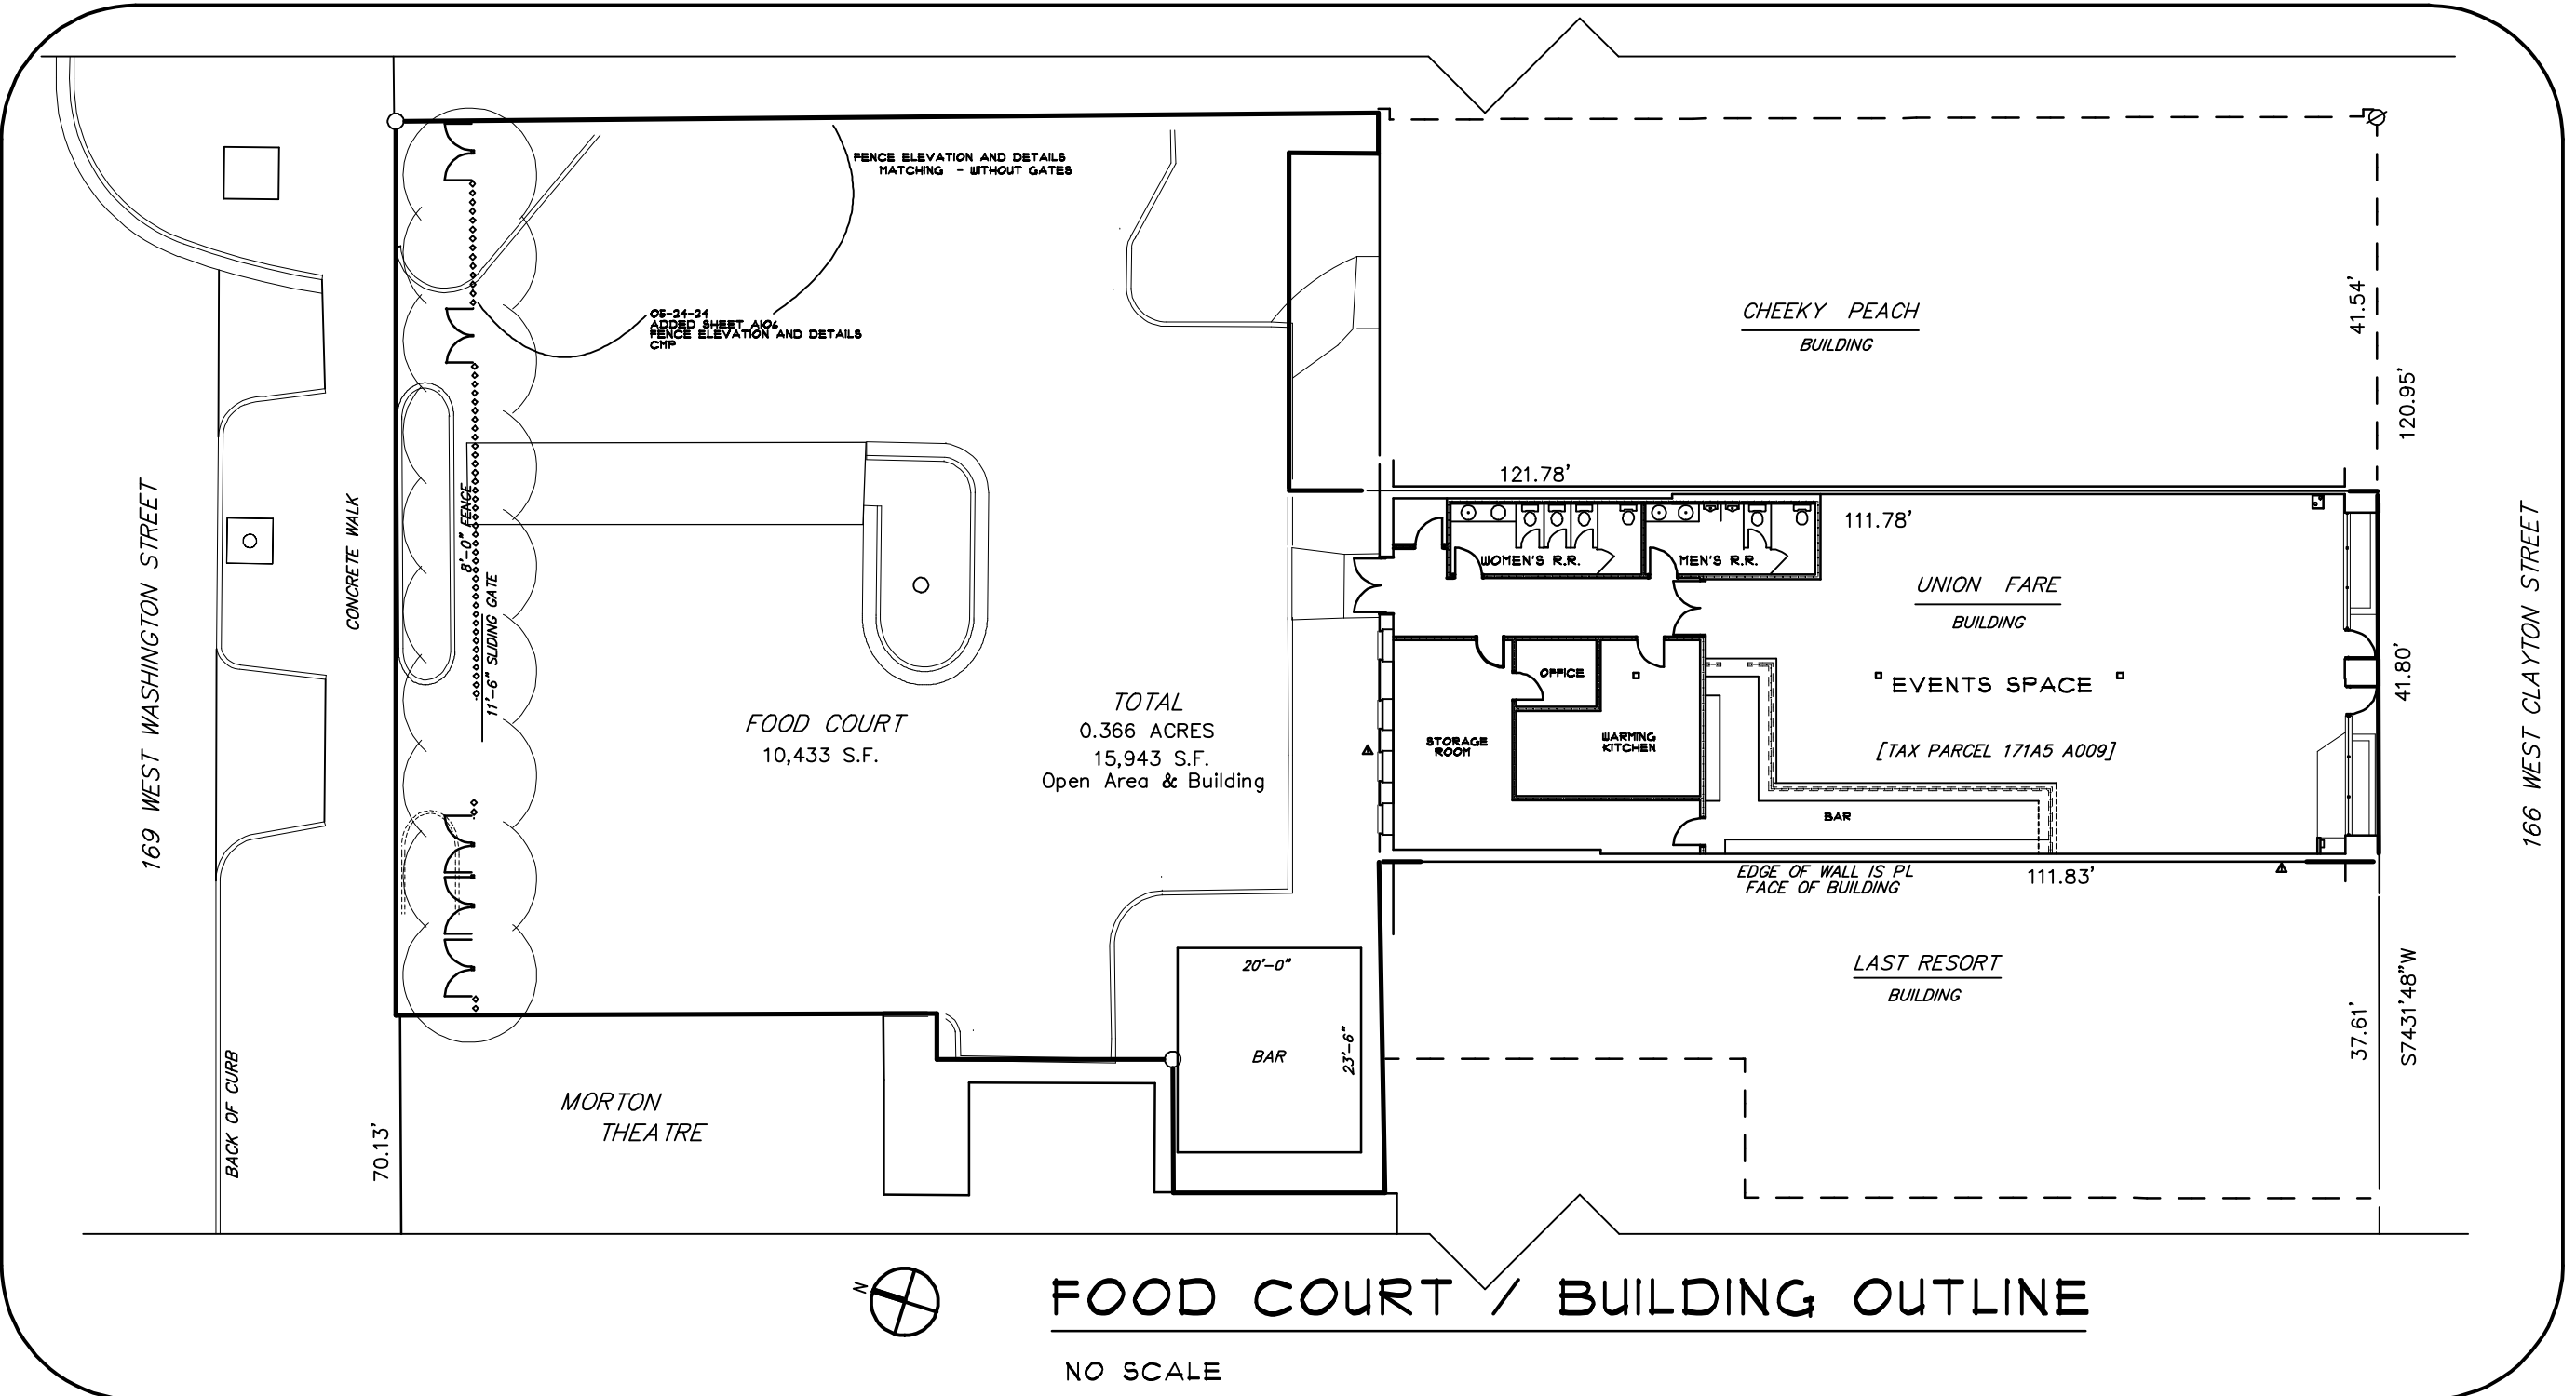 FENCE ELEVATION AND DETAILS
MATCHING - WITHOUT GATES
05-24-24
ADDED SHEET A106
FENCE ELEVATION AND DETAILS
CMP
CHEEKY PEACH
BUILDING
41.54'
120.95'
121.78'
111.78'
WOMEN'S R.R.
MEN'S R.R.
UNION FARE
BUILDING
EVENTS SPACE
[TAX PARCEL 171A5 A009]
41.80'
166 WEST CLAYTON STREET
169 WEST WASHINGTON STREET
CONCRETE WALK
8'-0" FENCE
11'-6" SLIDING GATE
FOOD COURT
10,433 S.F.
TOTAL
0.366 ACRES
15,943 S.F.
Open Area & Building
OFFICE
STORAGE
ROOM
WARMING
KITCHEN
BAR
EDGE OF WALL IS PL
FACE OF BUILDING
111.83'
LAST RESORT
BUILDING
37.61'
S7431'48"W
20'-0"
BAR
23'-6"
MORTON
THEATRE
70.13'
BACK OF CURB
N
FOOD COURT / BUILDING OUTLINE
NO SCALE